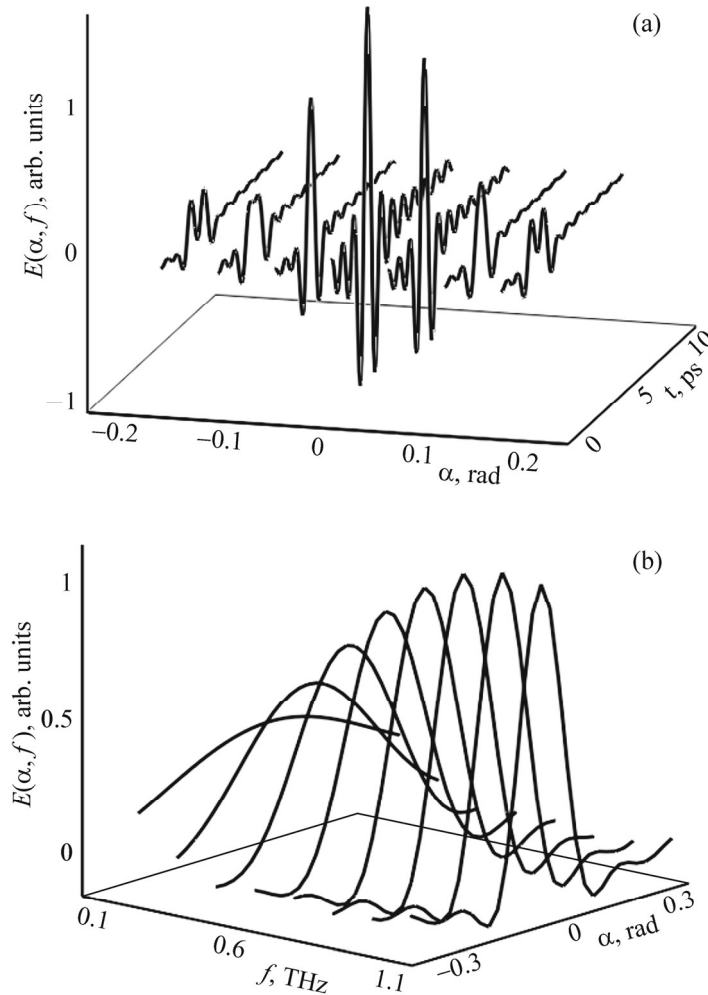 (a)
1
0
−1
E(α, f), arb. units
−0.2
−0.1
0
0.1
0.2
α, rad
0
5
10
t, ps
(b)
1
0.5
0
E(α, f), arb. units
0.1
0.6
1.1
f, THz
−0.3
0
0.3
α, rad